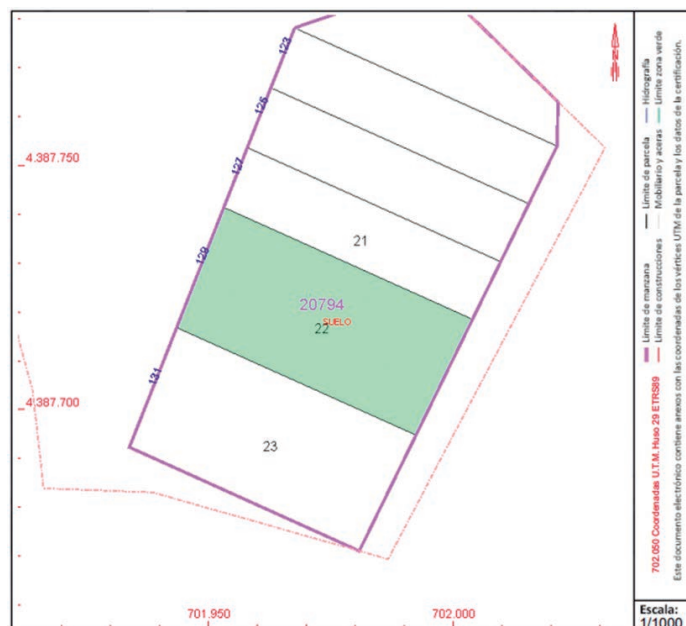 123
125
4.387.750
127
21
129
20794
SUELO
22
131
4.387.700
23
701.950
702.000
702.050 Coordenadas U.T.M. Huso 29 ETRS89
Límite de manzana
Límite de parcela
Hidrografía
Límite de construcciones
Mobiliario y aceras
Límite zona verde
Este documento electrónico contiene anexos con las coordenadas de los vértices UTM de la parcela y los datos de la certificación.
Escala:
1/1000